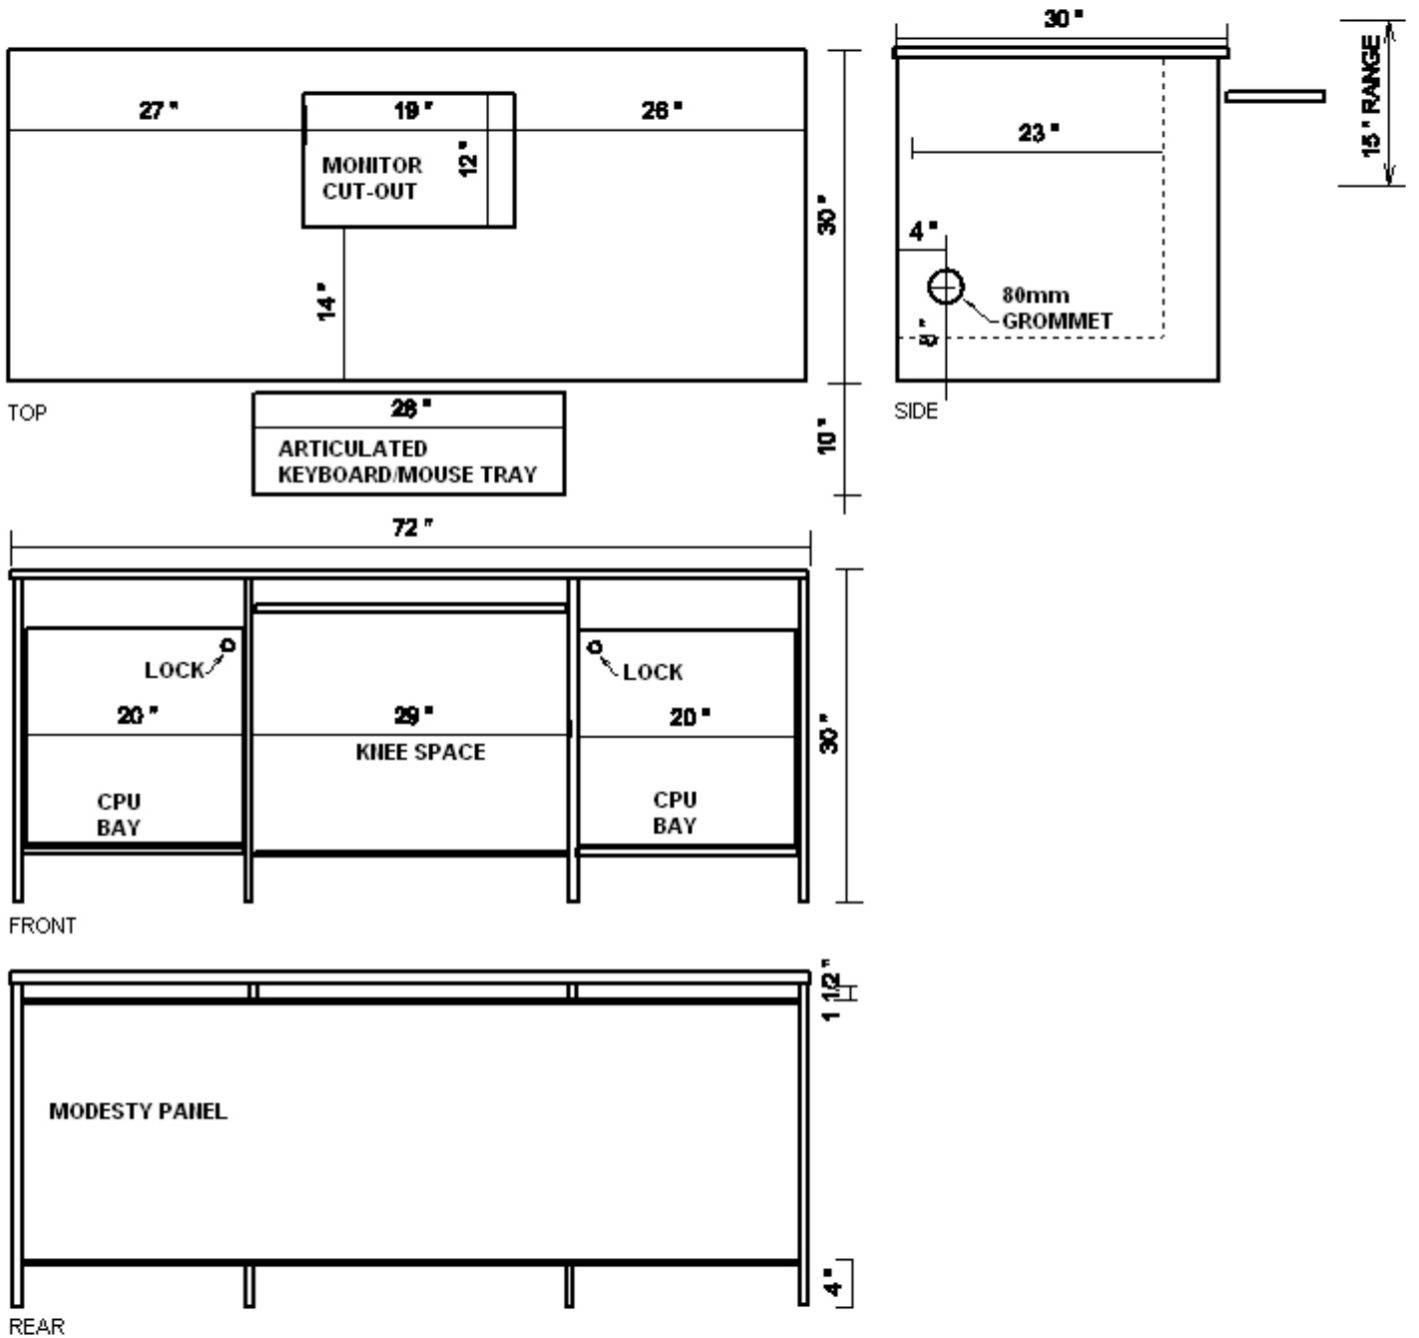 27 "
19 "
26 "
12 "
MONITOR
CUT-OUT
14 "
30 "
TOP
28 "
ARTICULATED
KEYBOARD/MOUSE TRAY
10 "
30 "
15 " RANGE
23 "
4 "
80mm
GROMMET
SIDE
72 "
LOCK
LOCK
20 "
29 "
20 "
KNEE SPACE
CPU
BAY
CPU
BAY
30 "
FRONT
1 1/2 "
MODESTY PANEL
4 "
REAR